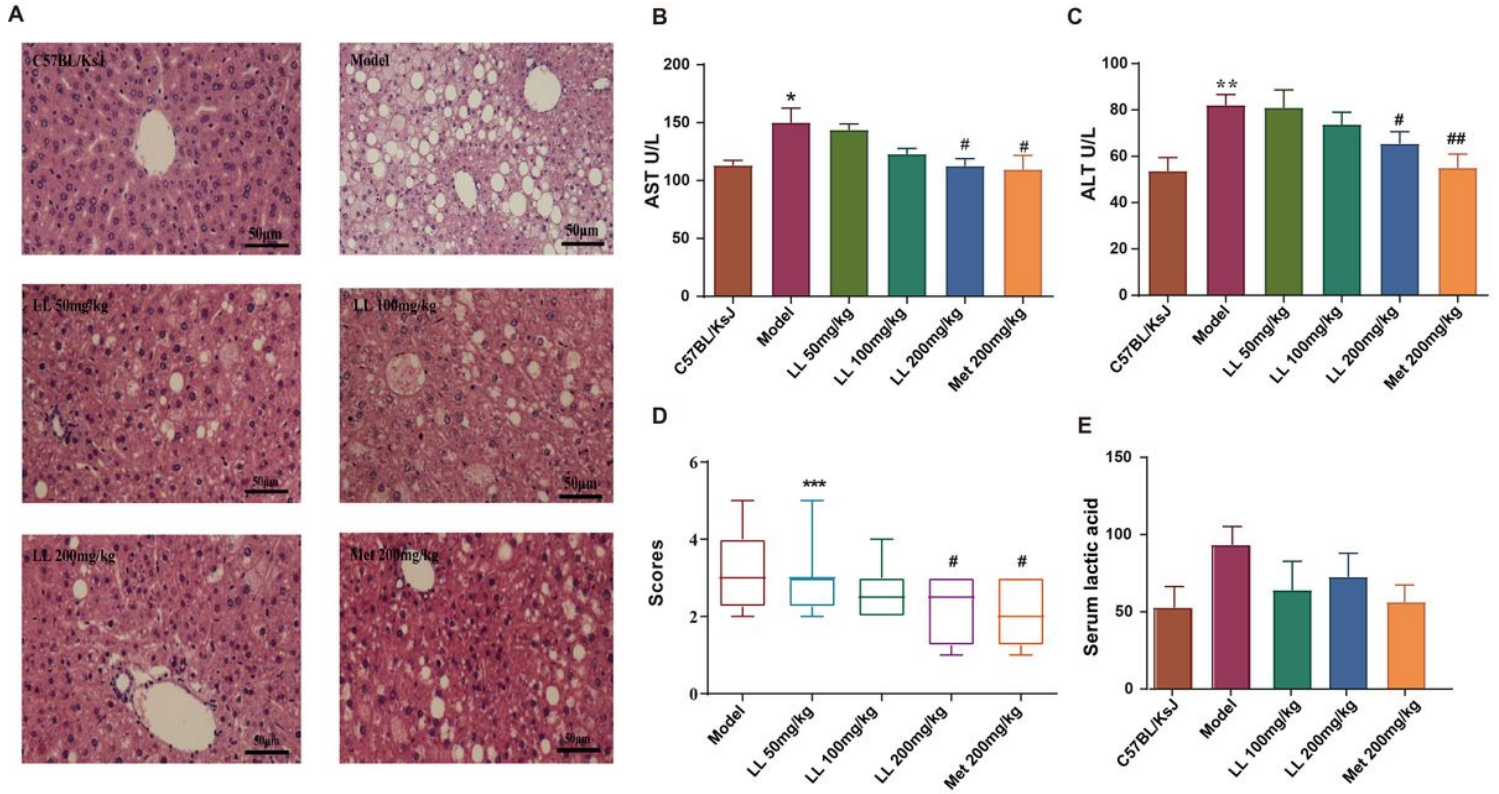 A
C57BL/KsJ
50μm
Model
50μm
LL 50mg/kg
50μm
LL 100mg/kg
50μm
LL 200mg/kg
50μm
Met 200mg/kg
50μm
B
AST U/L
200
150
100
50
0
*
#
#
C57BL/KsJ
Model
LL 50mg/kg
LL 100mg/kg
LL 200mg/kg
Met 200mg/kg
C
ALT U/L
100
80
60
40
20
0
**
#
##
C57BL/KsJ
Model
LL 50mg/kg
LL 100mg/kg
LL 200mg/kg
Met 200mg/kg
D
Scores
6
4
2
0
***
#
#
Model
LL 50mg/kg
LL 100mg/kg
LL 200mg/kg
Met 200mg/kg
E
Serum lactic acid
150
100
50
0
C57BL/KsJ
Model
LL 100mg/kg
LL 200mg/kg
Met 200mg/kg